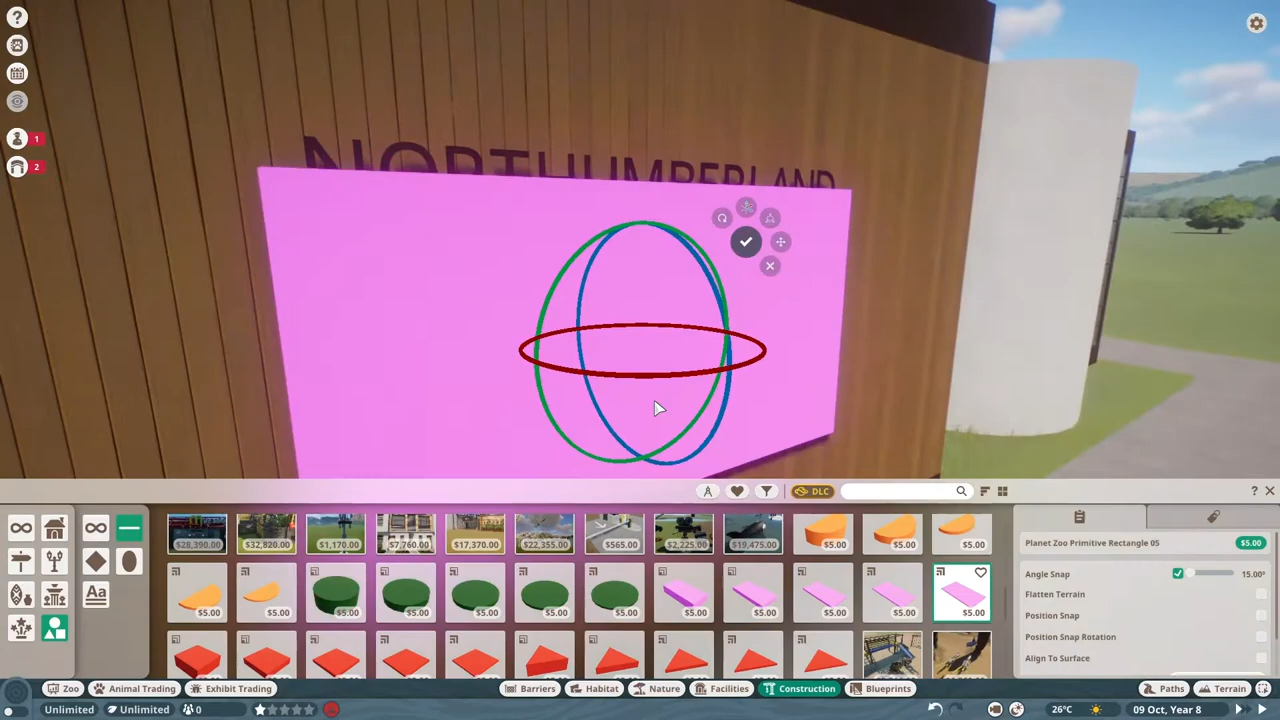 ?
1
2
NORTHUMBERLAND
DLC
? ×
$28,390.00 $32,820.00 $1,170.00 $7,760.00 $17,370.00 $22,355.00 $565.00 $2,225.00 $19,475.00 $5.00 $5.00 $5.00
$5.00 $5.00 $5.00 $5.00 $5.00 $5.00 $5.00 $5.00 $5.00 $5.00 $5.00 $5.00
Aa
Planet Zoo Primitive Rectangle 05 $5.00
Angle Snap 15.00°
Flatten Terrain
Position Snap
Position Snap Rotation
Align To Surface
Zoo Animal Trading Exhibit Trading Barriers Habitat Nature Facilities Construction Blueprints Paths Terrain
Unlimited Unlimited 0 26°C 09 Oct, Year 8